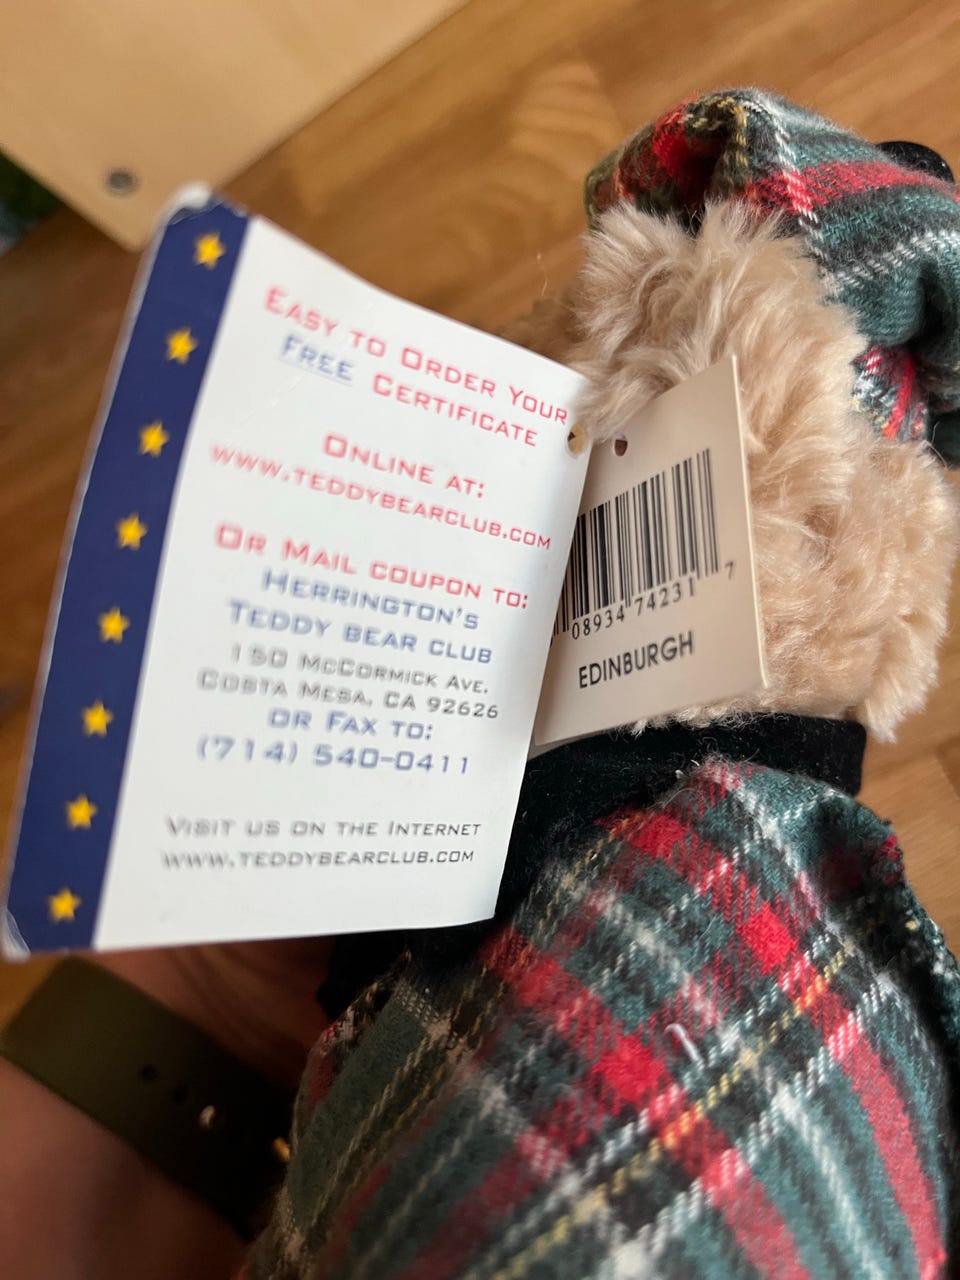 EASY TO ORDER YOUR
FREE CERTIFICATE
ONLINE AT:
WWW.TEDDYBEARCLUB.COM
OR MAIL COUPON TO:
HERRINGTON'S
TEDDY BEAR CLUB
150 MCCORMICK AVE.
COSTA MESA, CA 92626
OR FAX TO:
(714) 540-0411
VISIT US ON THE INTERNET
WWW.TEDDYBEARCLUB.COM
08934 74231 7
EDINBURGH